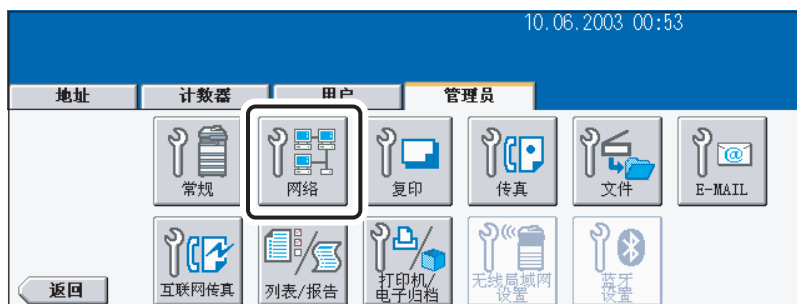 10.06.2003 00:53
地址 计数器 用户 管理员
常规 网络 复印 传真 文件 E-MAIL
互联网传真 列表/报告 打印机/ 无线局域网 蓝牙
电子归档 设置 设置
返回